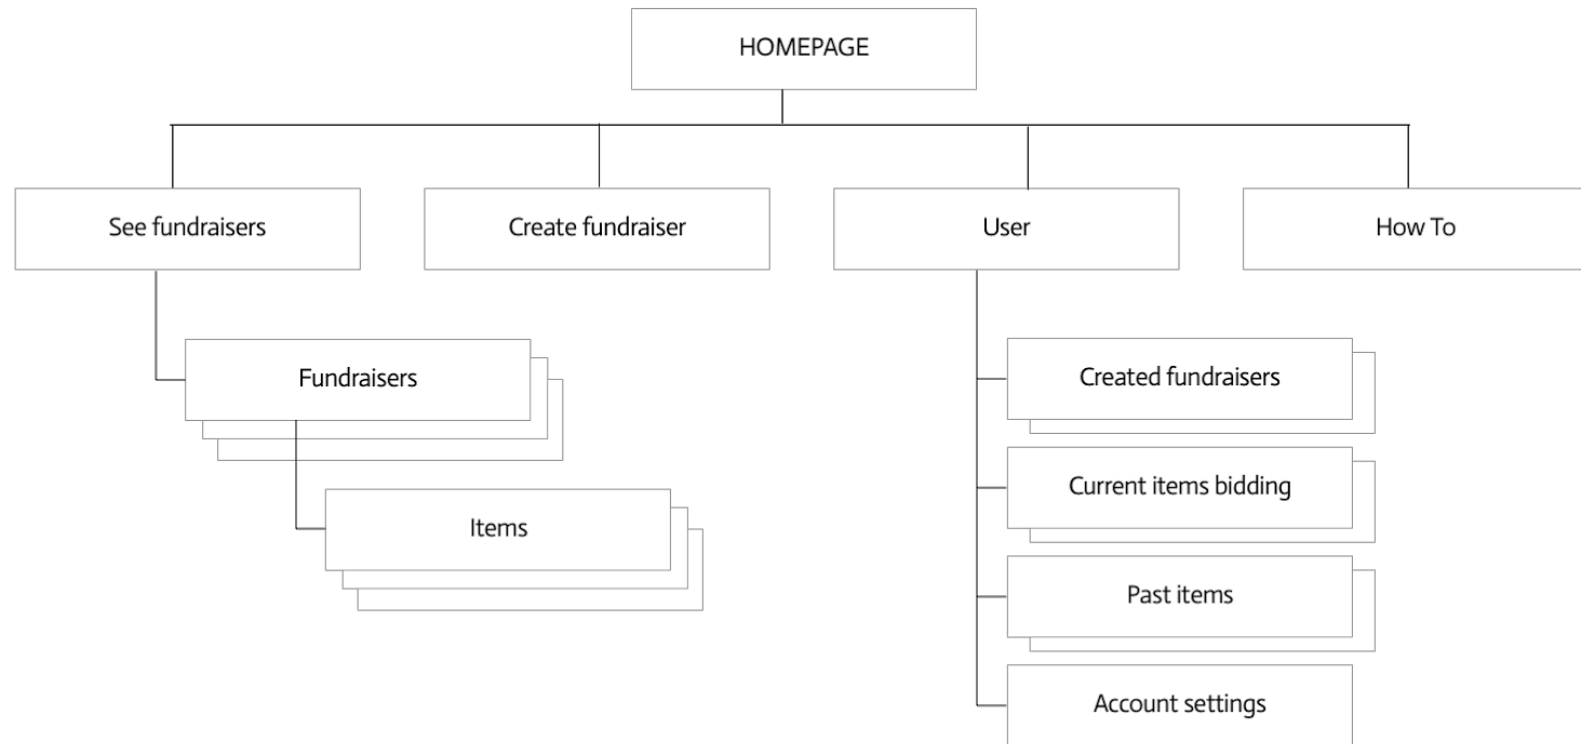 HOMEPAGE
See fundraisers
Create fundraiser
User
How To
Fundraisers
Created fundraisers
Current items bidding
Items
Past items
Account settings